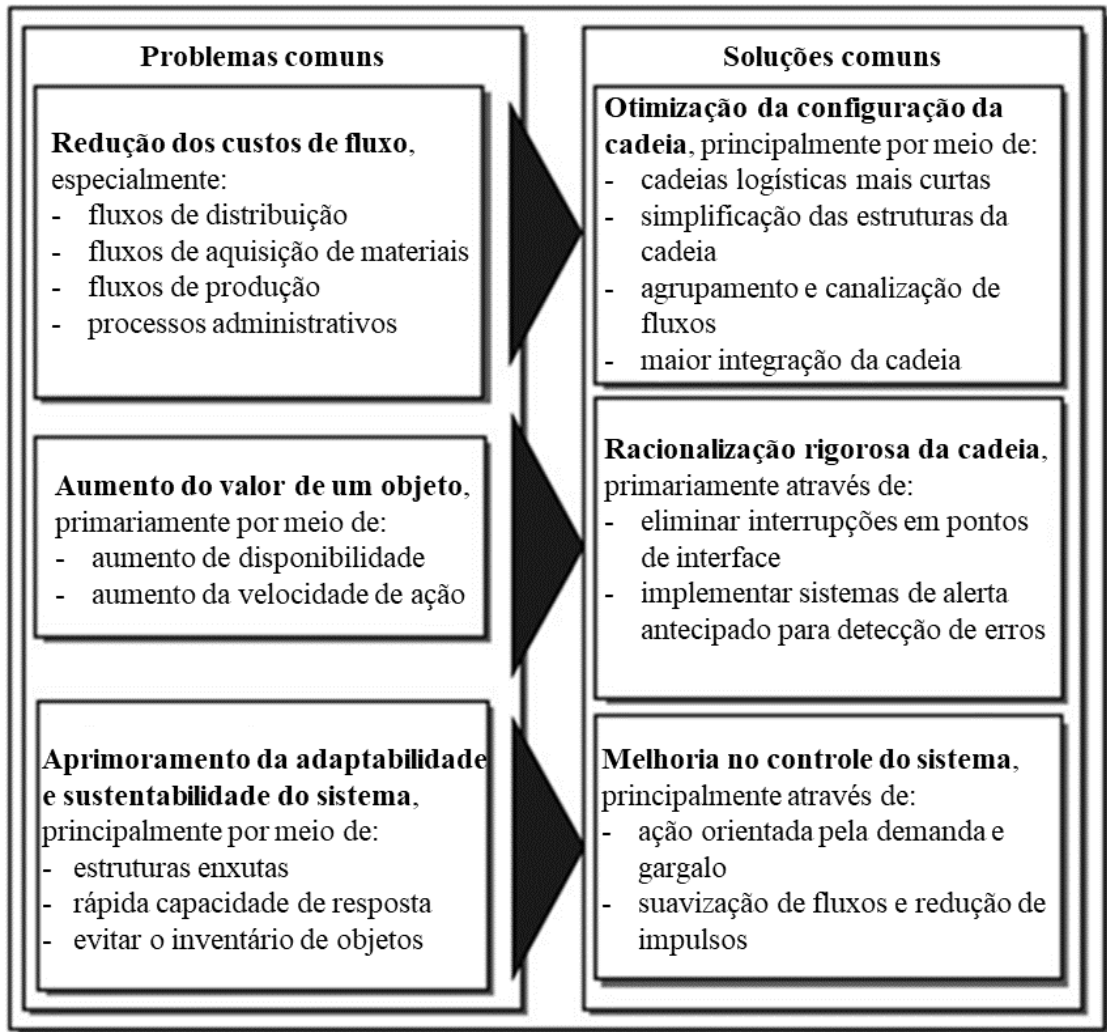 Problemas comuns
Redução dos custos de fluxo,
especialmente:
- fluxos de distribuição
- fluxos de aquisição de materiais
- fluxos de produção
- processos administrativos
Aumento do valor de um objeto,
primariamente por meio de:
- aumento de disponibilidade
- aumento da velocidade de ação
Aprimoramento da adaptabilidade
e sustentabilidade do sistema,
principalmente por meio de:
- estruturas enxutas
- rápida capacidade de resposta
- evitar o inventário de objetos
Soluções comuns
Otimização da configuração da
cadeia, principalmente por meio de:
- cadeias logísticas mais curtas
- simplificação das estruturas da
cadeia
- agrupamento e canalização de
fluxos
- maior integração da cadeia
Racionalização rigorosa da cadeia,
primariamente através de:
- eliminar interrupções em pontos
de interface
- implementar sistemas de alerta
antecipado para detecção de erros
Melhoria no controle do sistema,
principalmente através de:
- ação orientada pela demanda e
gargalo
- suavização de fluxos e redução de
impulsos